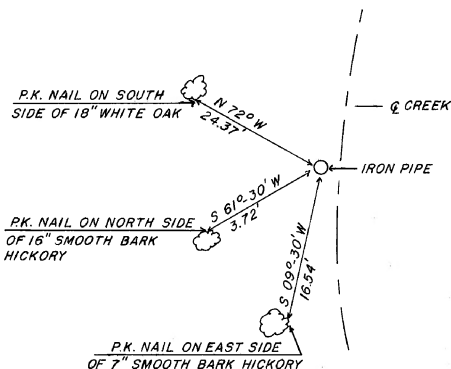 P.K. NAIL ON SOUTH
SIDE OF 18" WHITE OAK
N 72° W
24.37'
℄ CREEK
IRON PIPE
S 61°-30' W
3.72'
P.K. NAIL ON NORTH SIDE
OF 16" SMOOTH BARK
HICKORY
S 09°-30' W
16.54'
P.K. NAIL ON EAST SIDE
OF 7" SMOOTH BARK HICKORY